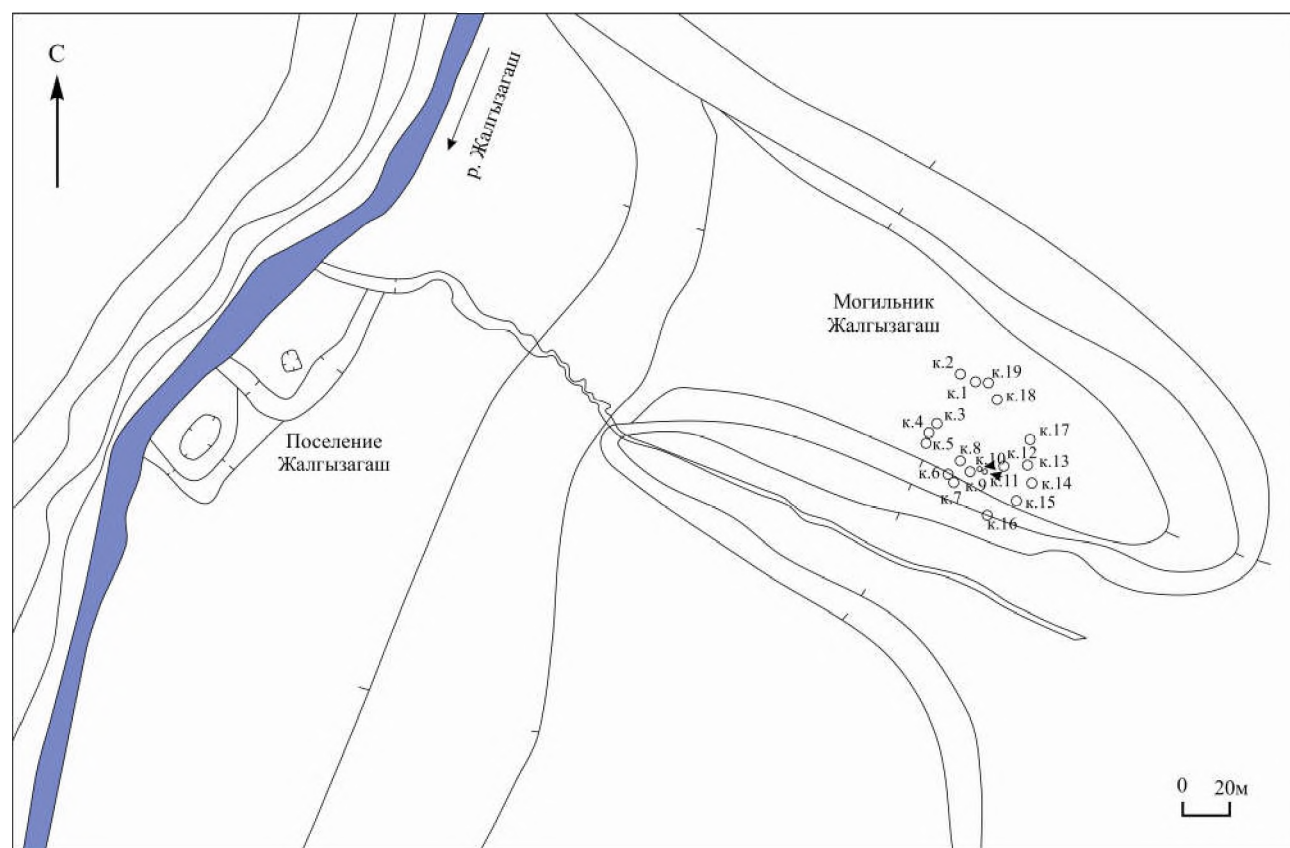 С
р. Жалгызагаш
Могильник
Жалгызагаш
к.2
к.19
к.1
к.18
к.3
к.4
к.17
к.5
к.8
к.12
к.10
к.13
к.6
к.9
к.11
к.14
к.7
к.15
к.16
Поселение
Жалгызагаш
0 20м